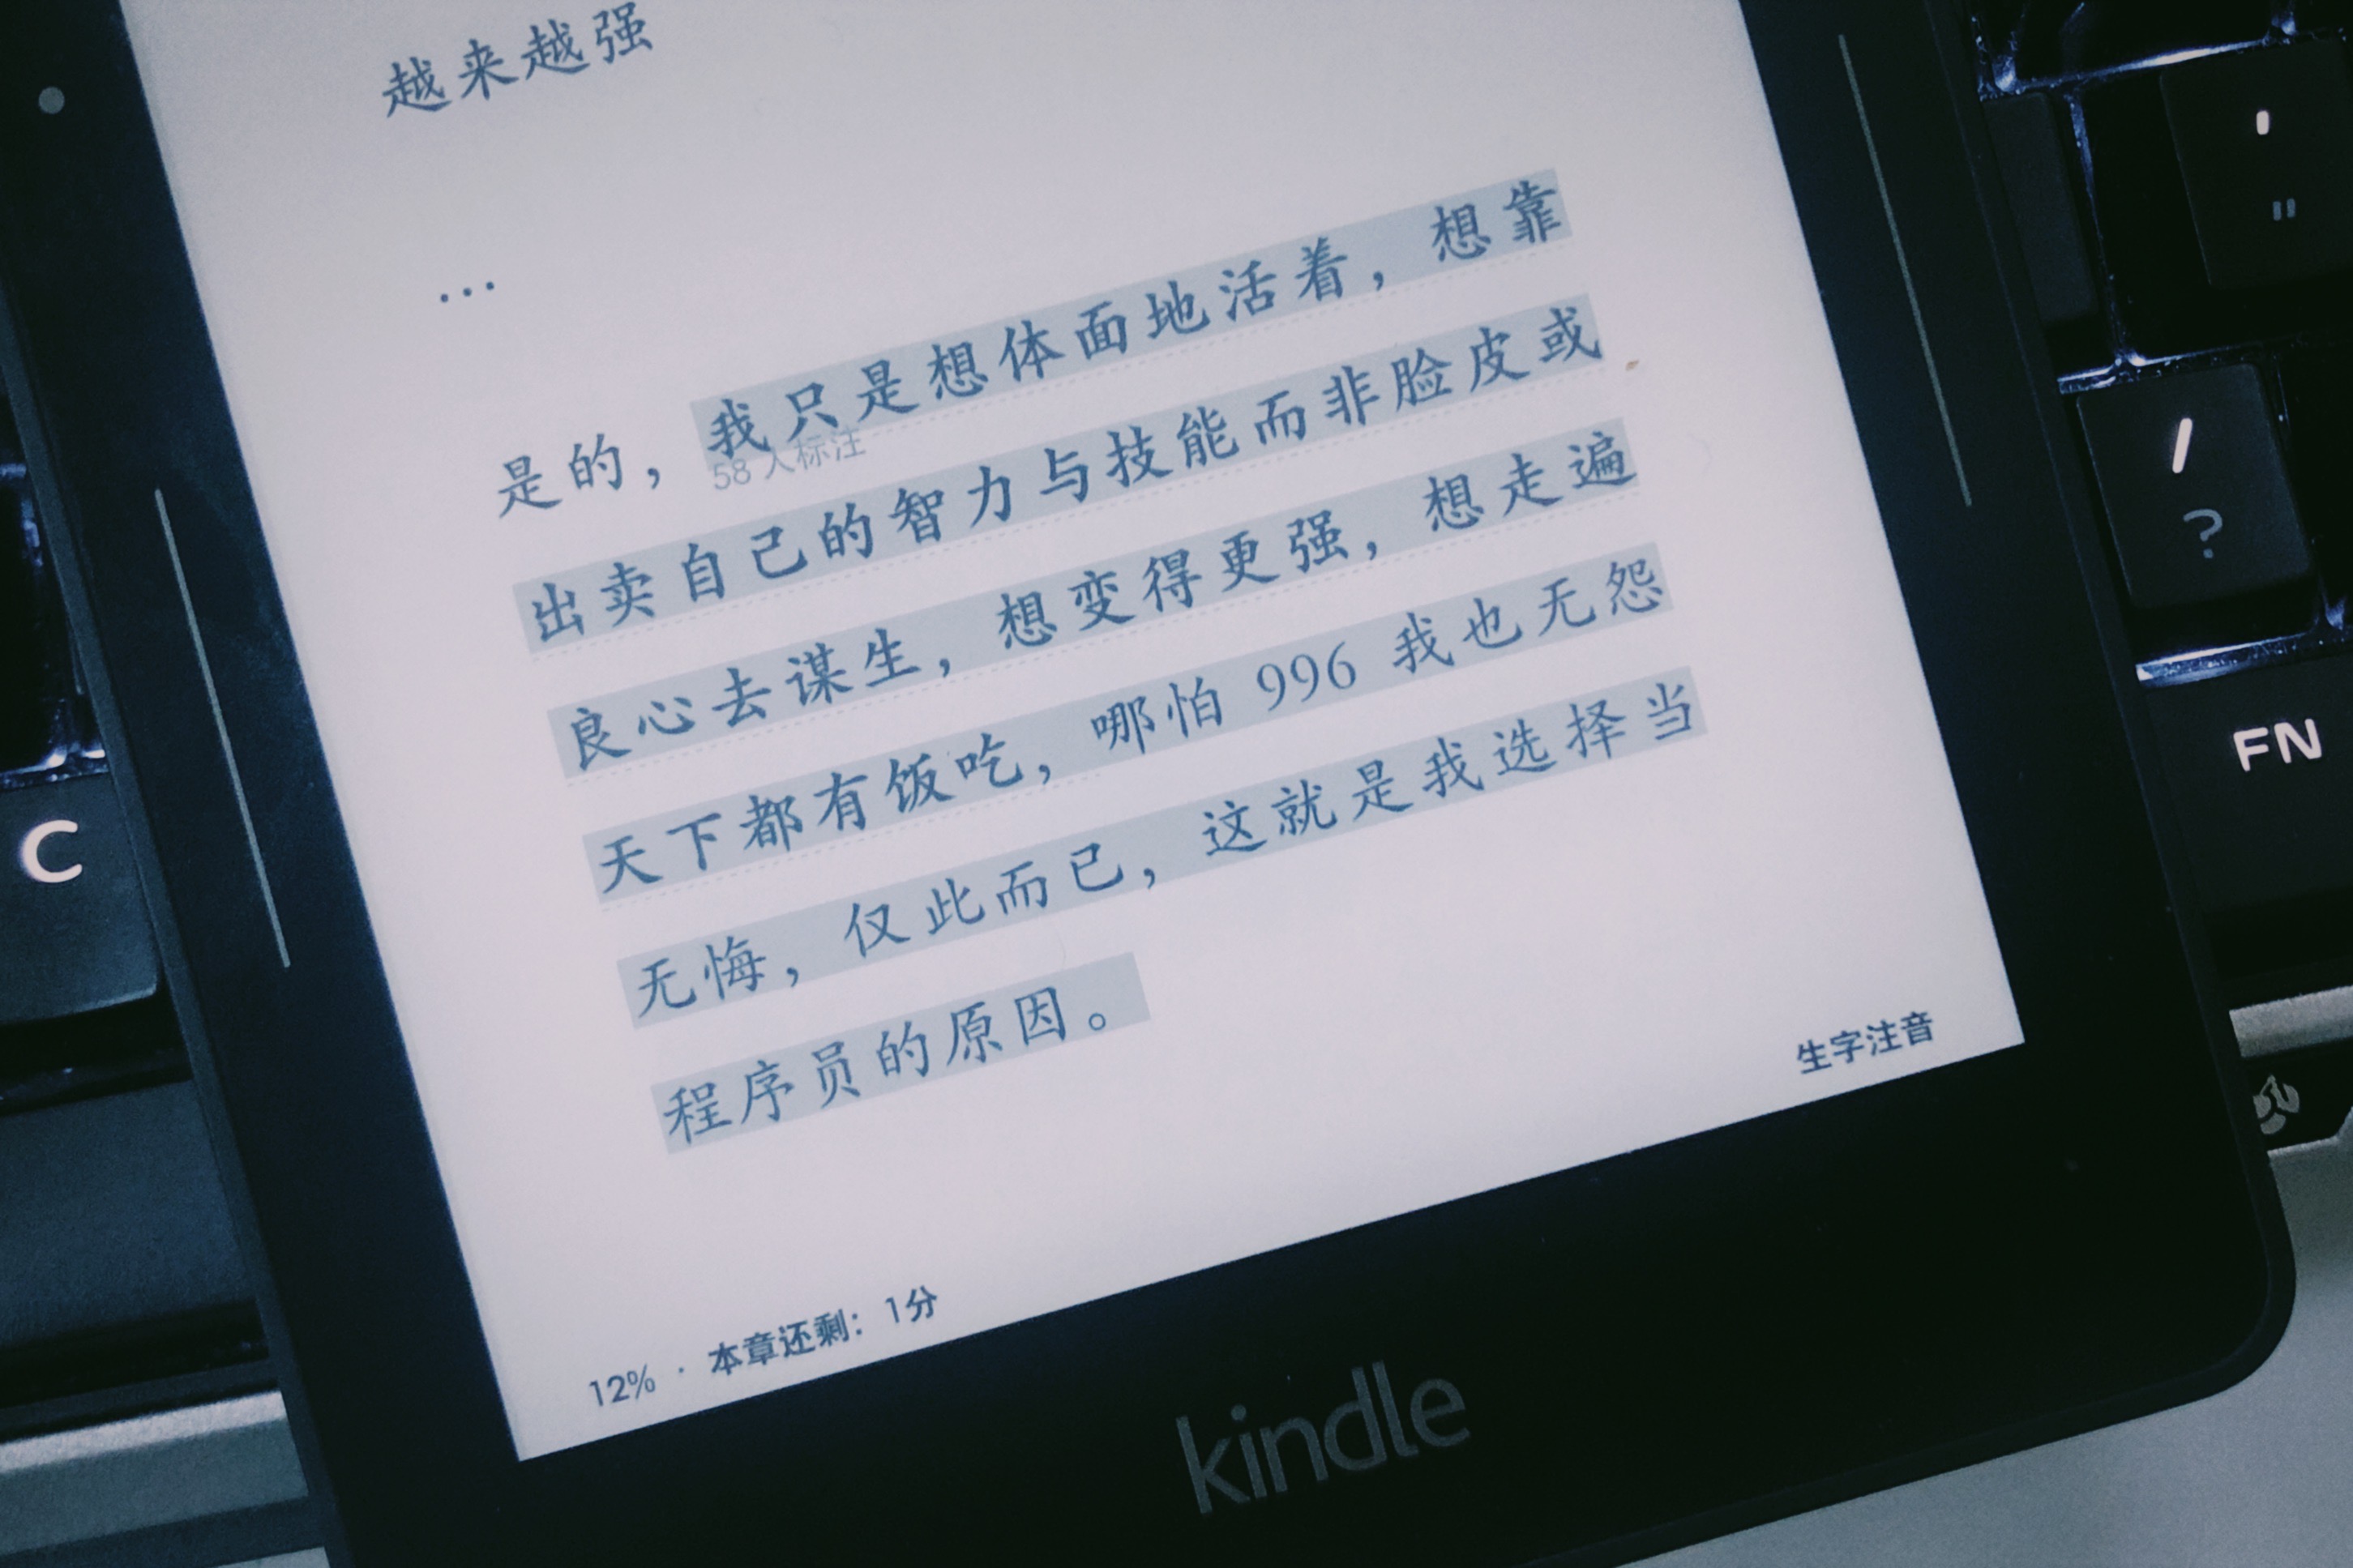 越来越强
...
是的，我只是想体面地活着，想靠
58 人标注
出卖自己的智力与技能而非脸皮或
良心去谋生，想变得更强，想走遍
天下都有饭吃，哪怕 996 我也无怨
无悔，仅此而已，这就是我选择当
程序员的原因。
生字注音
12% · 本章还剩：1分
kindle
'
"
/
?
FN
C